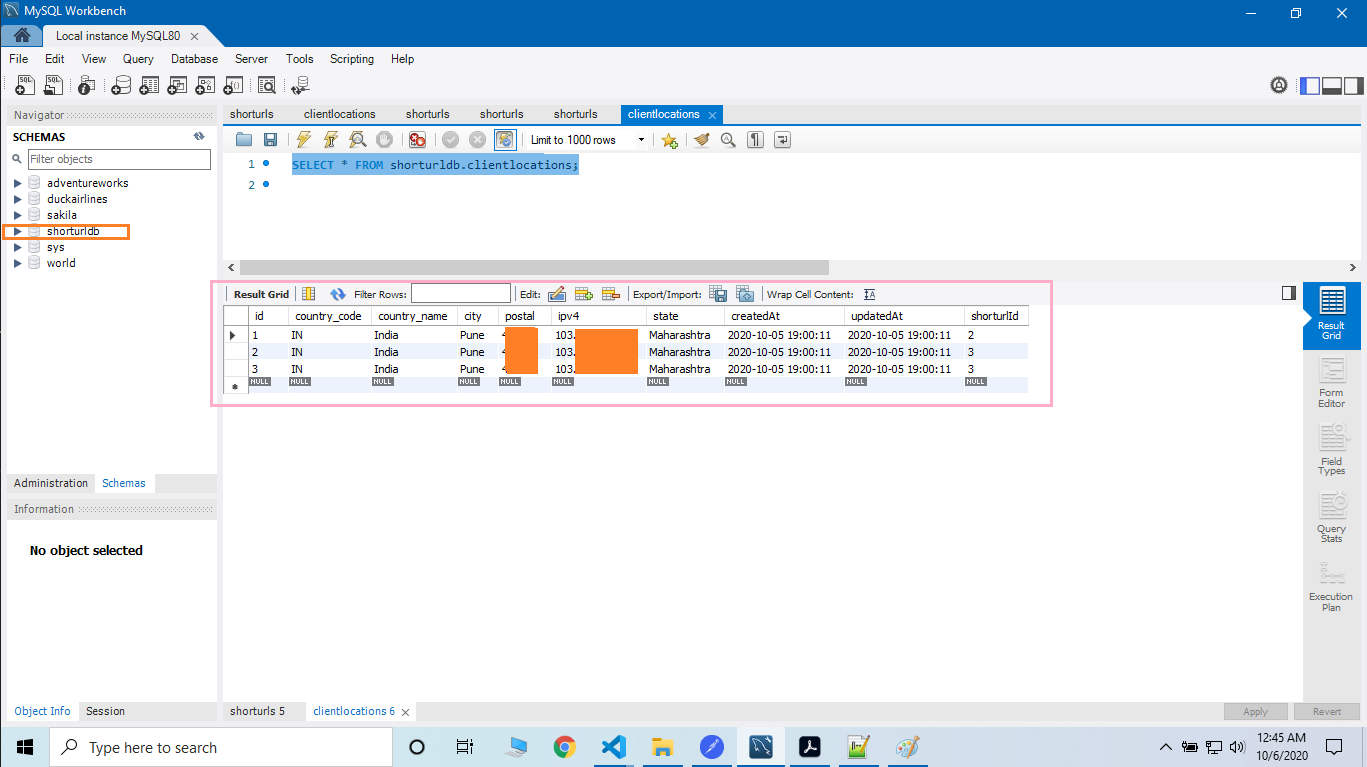 MySQL Workbench
Local instance MySQL80
File Edit View Query Database Server Tools Scripting Help
Navigator
SCHEMAS
Filter objects
adventureworks
duckairlines
sakila
shorturldb
sys
world
Administration Schemas
Information
No object selected
Object Info Session
shorturls clientlocations shorturls shorturls shorturls clientlocations
Limit to 1000 rows
1 SELECT * FROM shorturldb.clientlocations;
2
Result Grid Filter Rows: Edit: Export/Import: Wrap Cell Content:
id country_code country_name city postal ipv4 state createdAt updatedAt shorturlId
1 IN India Pune 103. Maharashtra 2020-10-05 19:00:11 2020-10-05 19:00:11 2
2 IN India Pune 103. Maharashtra 2020-10-05 19:00:11 2020-10-05 19:00:11 3
3 IN India Pune 103. Maharashtra 2020-10-05 19:00:11 2020-10-05 19:00:11 3
NULL NULL NULL NULL NULL NULL NULL NULL NULL NULL
Result
Grid
Form
Editor
Field
Types
Query
Stats
Execution
Plan
shorturls 5 clientlocations 6
Apply Revert
Type here to search
12:45 AM
10/6/2020